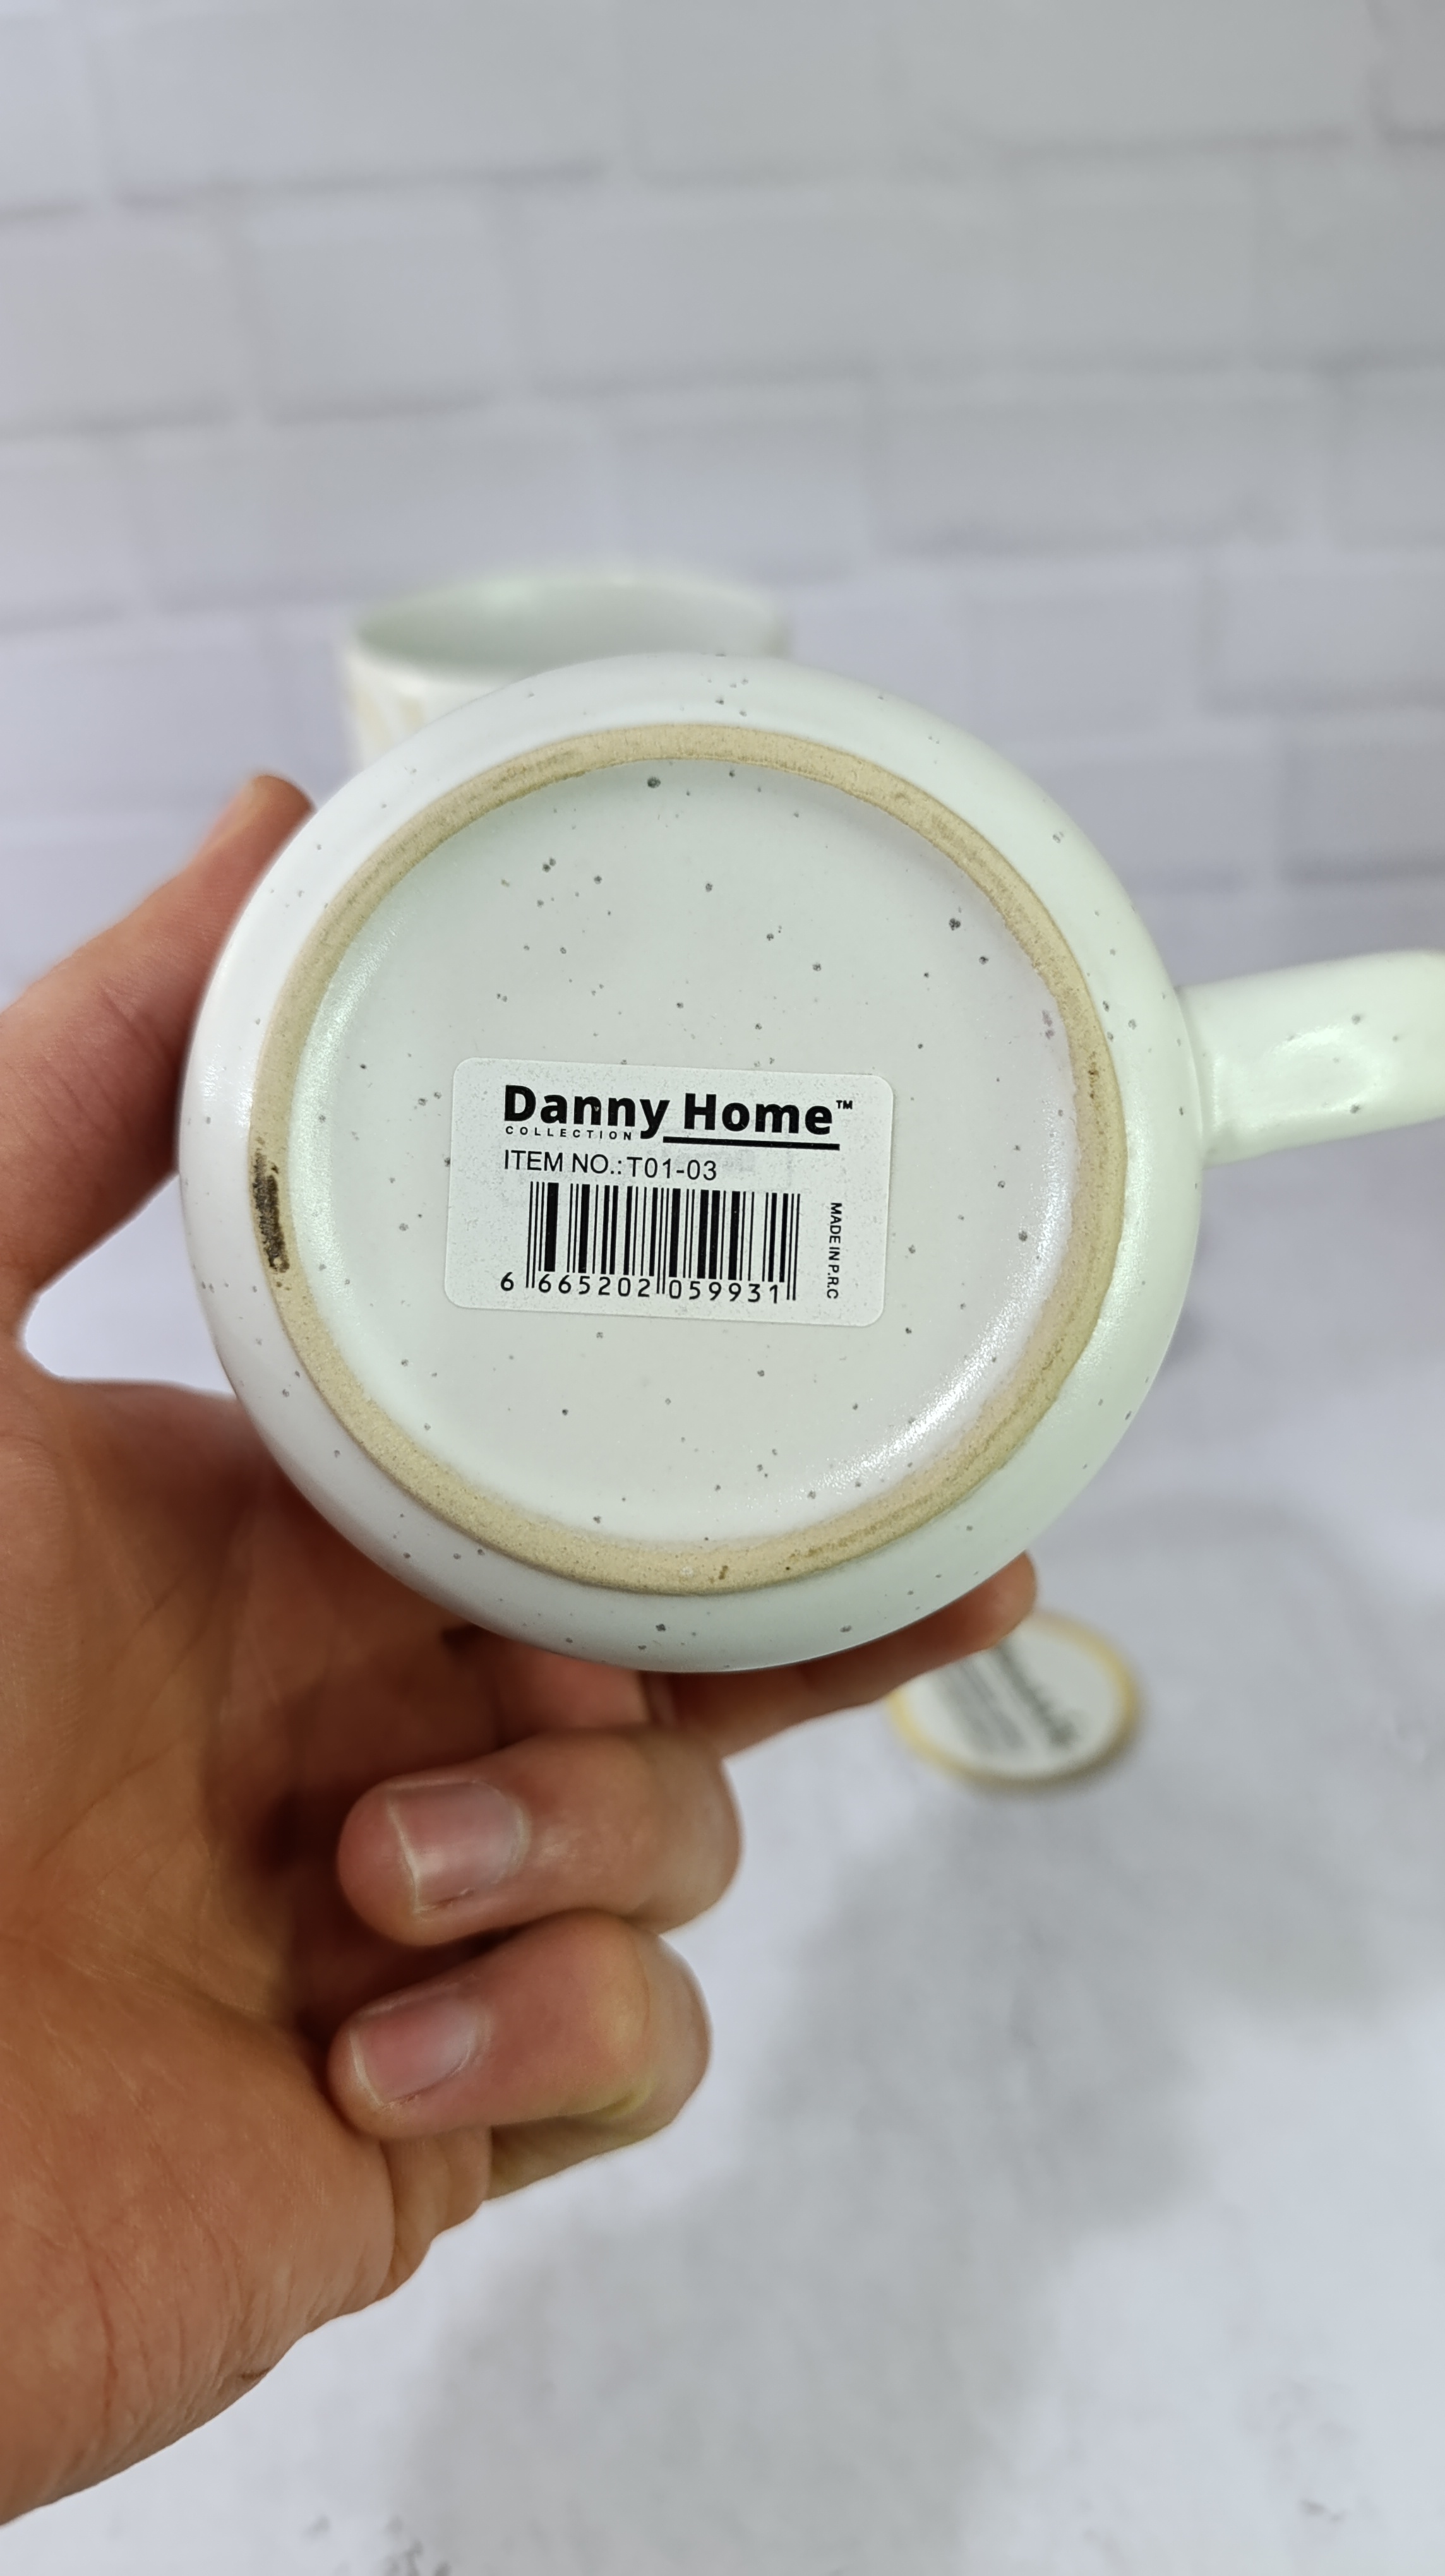 Danny Home™
COLLECTION
ITEM NO.: T01-03
MADE IN P.R.C
6 665202 059931